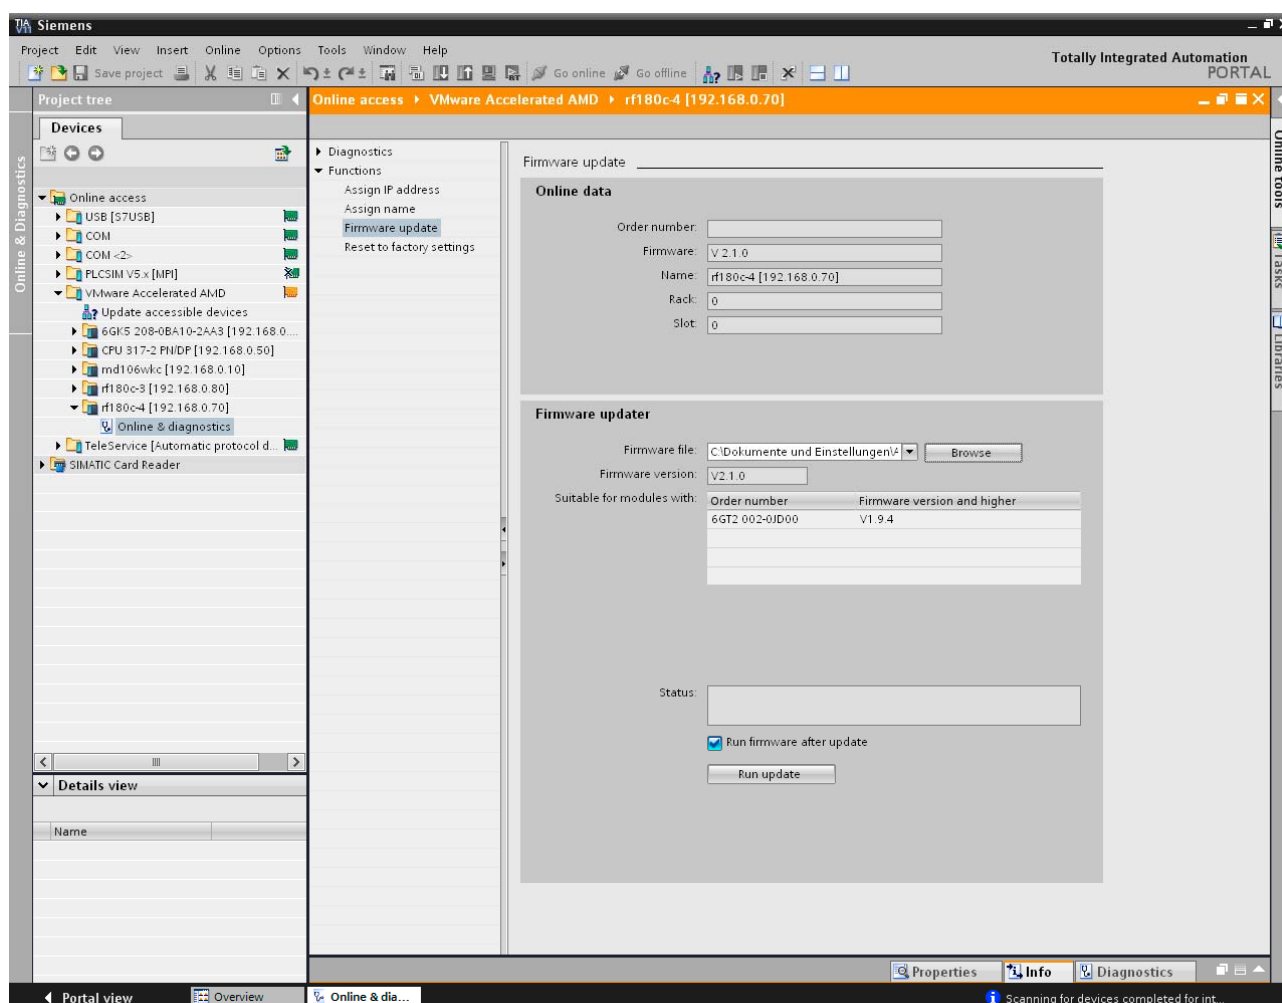 Siemens
Project Edit View Insert Online Options Tools Window Help
Totally Integrated Automation
PORTAL
Save project Go online Go offline
Project tree
Online access VMware Accelerated AMD rf180c-4 [192.168.0.70]
Devices
Online & Diagnostics
Online access
USB [S7USB]
COM
COM <2>
PLCSIM V5.x [MPI]
VMware Accelerated AMD
Update accessible devices
6GK5 208-0BA10-2AA3 [192.168.0....
CPU 317-2 PN/DP [192.168.0.50]
md106wkc [192.168.0.10]
rf180c-3 [192.168.0.80]
rf180c-4 [192.168.0.70]
Online & diagnostics
TeleService [Automatic protocol d...
SIMATIC Card Reader
Details view
Name
Diagnostics
Functions
Assign IP address
Assign name
Firmware update
Reset to factory settings
Firmware update
Online data
Order number:
Firmware: V 2.1.0
Name: rf180c-4 [192.168.0.70]
Rack: 0
Slot: 0
Firmware updater
Firmware file: C:\Dokumente und Einstellungen\A Browse
Firmware version: V2.1.0
Suitable for modules with: Order number Firmware version and higher
6GT2 002-0JD00 V1.9.4
Status:
Run firmware after update
Run update
Online tools
Tasks
Libraries
Properties Info Diagnostics
Portal view Overview Online & dia... Scanning for devices completed for int...